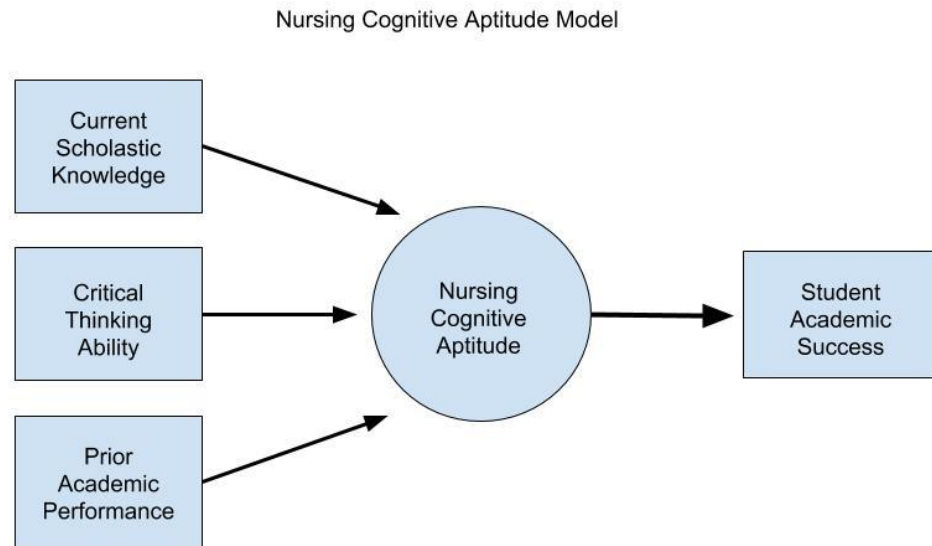 Nursing Cognitive Aptitude Model
Current
Scholastic
Knowledge
Critical
Thinking
Ability
Prior
Academic
Performance
Nursing
Cognitive
Aptitude
Student
Academic
Success